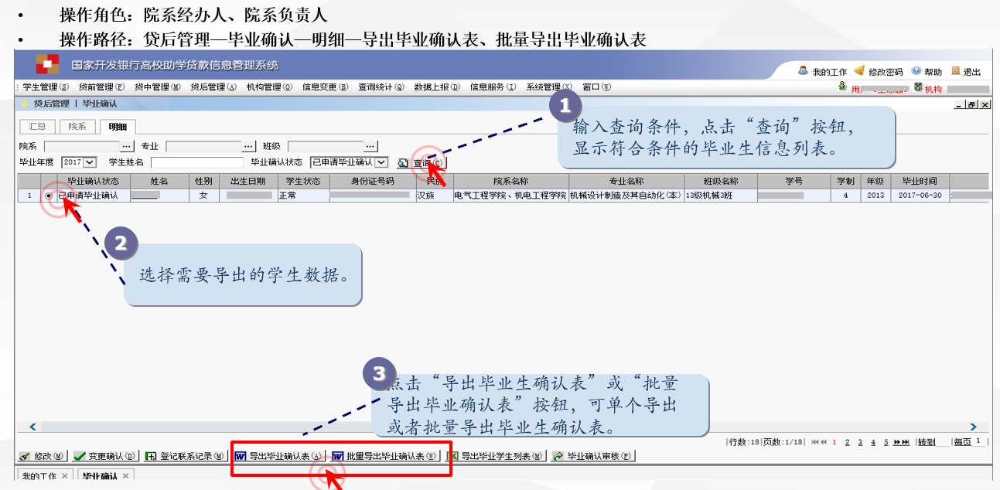 • 操作角色：院系经办人、院系负责人
• 操作路径：贷后管理—毕业确认—明细—导出毕业确认表、批量导出毕业确认表
国家开发银行高校助学贷款信息管理系统
我的工作 修改密码 帮助 退出
学生管理(S) 贷前管理(P) 贷中管理(M) 贷后管理(A) 机构管理(O) 信息变更(B) 查询统计(Q) 数据上报(D) 信息服务(I) 系统管理(X) 窗口(W)
机构
贷后管理 | 毕业确认
1
输入查询条件，点击“查询”按钮，
显示符合条件的毕业生信息列表。
汇总 院系 明细
院系 ... 专业 ... 班级 ...
毕业年度 2017 学生姓名 毕业确认状态 已申请毕业确认 查询(C)
毕业确认状态 姓名 性别 出生日期 学生状态 身份证号码 民族 院系名称 专业名称 班级名称 学号 学制 年级 毕业时间
1 已申请毕业确认 女 正常 汉族 电气工程学院、机电工程学院 机械设计制造及其自动化(本) 13级机械3班 4 2013 2017-06-30
2
选择需要导出的学生数据。
3
点击“导出毕业生确认表”或“批量
导出毕业确认表”按钮，可单个导出
或者批量导出毕业生确认表。
|行数:18|页数:1/18| 1 2 3 4 5 |转到 |每页 1
修改(M) 变更确认(D) 登记联系记录(M) 导出毕业确认表(A) 批量导出毕业确认表(E) 导出毕业学生列表(M) 毕业确认审核(P)
我的工作 × 毕业确认 ×